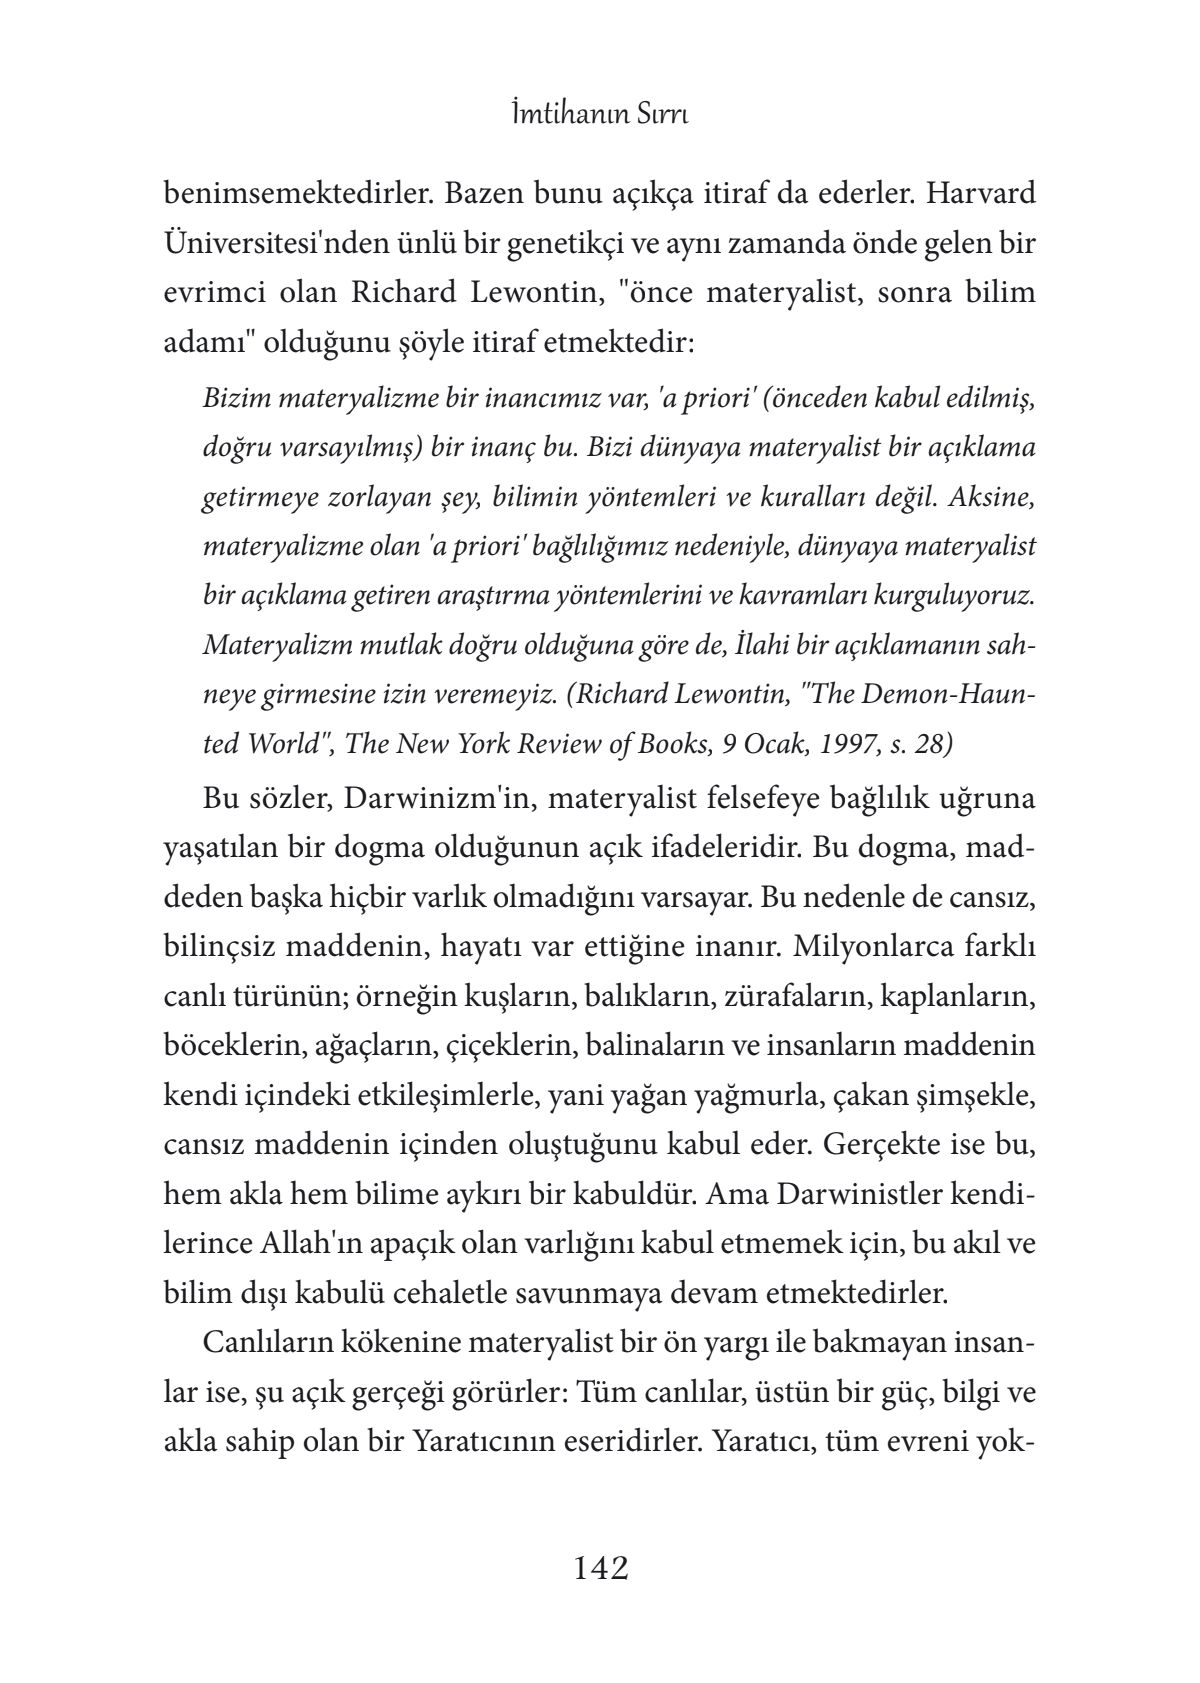 İmtihanın Sırrı
benimsemektedirler. Bazen bunu açıkça itiraf da ederler. Harvard
Üniversitesi'nden ünlü bir genetikçi ve aynı zamanda önde gelen bir
evrimci olan Richard Lewontin, "önce materyalist, sonra bilim
adamı" olduğunu şöyle itiraf etmektedir:
Bizim materyalizme bir inancımız var, 'a priori' (önceden kabul edilmiş,
doğru varsayılmış) bir inanç bu. Bizi dünyaya materyalist bir açıklama
getirmeye zorlayan şey, bilimin yöntemleri ve kuralları değil. Aksine,
materyalizme olan 'a priori' bağlılığımız nedeniyle, dünyaya materyalist
bir açıklama getiren araştırma yöntemlerini ve kavramları kurguluyoruz.
Materyalizm mutlak doğru olduğuna göre de, İlahi bir açıklamanın sah-
neye girmesine izin veremeyiz. (Richard Lewontin, "The Demon-Haun-
ted World", The New York Review of Books, 9 Ocak, 1997, s. 28)
Bu sözler, Darwinizm'in, materyalist felsefeye bağlılık uğruna
yaşatılan bir dogma olduğunun açık ifadeleridir. Bu dogma, mad-
deden başka hiçbir varlık olmadığını varsayar. Bu nedenle de cansız,
bilinçsiz maddenin, hayatı var ettiğine inanır. Milyonlarca farklı
canlı türünün; örneğin kuşların, balıkların, zürafaların, kaplanların,
böceklerin, ağaçların, çiçeklerin, balinaların ve insanların maddenin
kendi içindeki etkileşimlerle, yani yağan yağmurla, çakan şimşekle,
cansız maddenin içinden oluştuğunu kabul eder. Gerçekte ise bu,
hem akla hem bilime aykırı bir kabuldür. Ama Darwinistler kendi-
lerince Allah'ın apaçık olan varlığını kabul etmemek için, bu akıl ve
bilim dışı kabulü cehaletle savunmaya devam etmektedirler.
Canlıların kökenine materyalist bir ön yargı ile bakmayan insan-
lar ise, şu açık gerçeği görürler: Tüm canlılar, üstün bir güç, bilgi ve
akla sahip olan bir Yaratıcının eseridirler. Yaratıcı, tüm evreni yok-
142